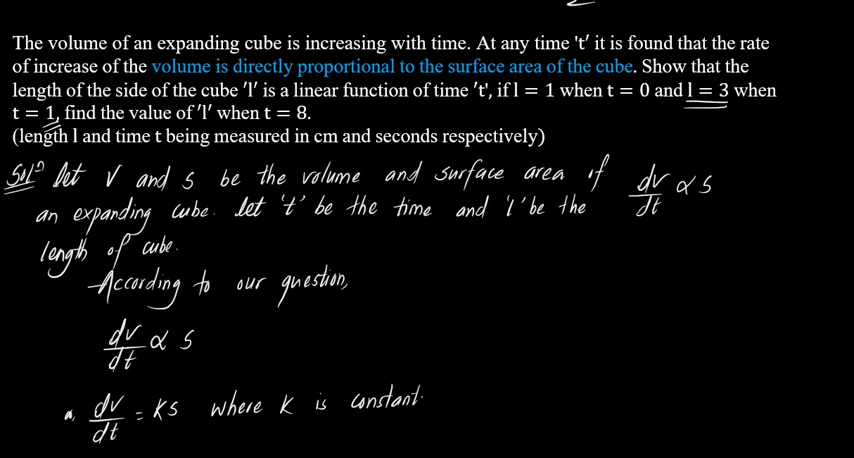 The volume of an expanding cube is increasing with time. At any time 't' it is found that the rate
of increase of the volume is directly proportional to the surface area of the cube. Show that the
length of the side of the cube 'l' is a linear function of time 't', if l = 1 when t = 0 and l = 3 when
t = 1, find the value of 'l' when t = 8.
(length l and time t being measured in cm and seconds respectively)
Solⁿ Let V and S be the volume and surface area of
an expanding cube. let 't' be the time and 'l' be the
length of cube.
dv/dt ∝ S
According to our question,
dv/dt ∝ S
a, dv/dt = KS where K is constant.